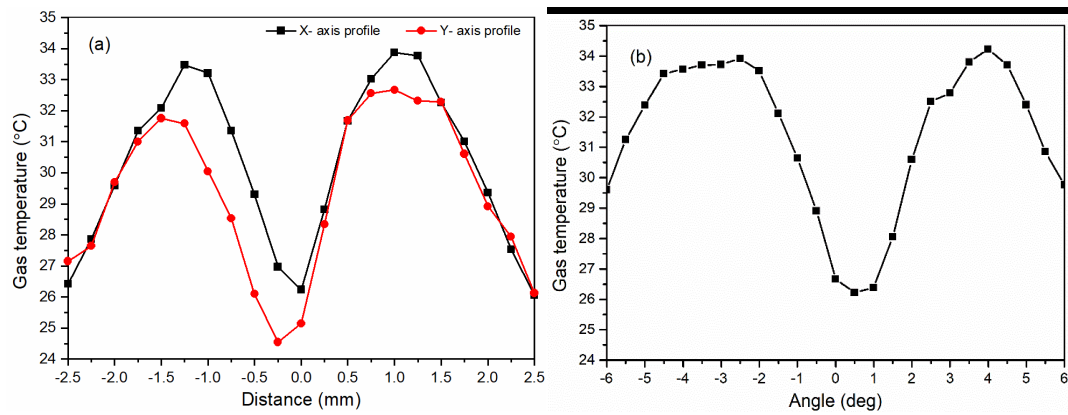 (a)
X- axis profile
Y- axis profile
35
34
33
32
31
30
29
28
27
26
25
24
-2.5 -2.0 -1.5 -1.0 -0.5 0.0 0.5 1.0 1.5 2.0 2.5
Distance (mm)
Gas temperature (°C)
(b)
35
34
33
32
31
30
29
28
27
26
25
24
-6 -5 -4 -3 -2 -1 0 1 2 3 4 5 6
Angle (deg)
Gas temperature (°C)